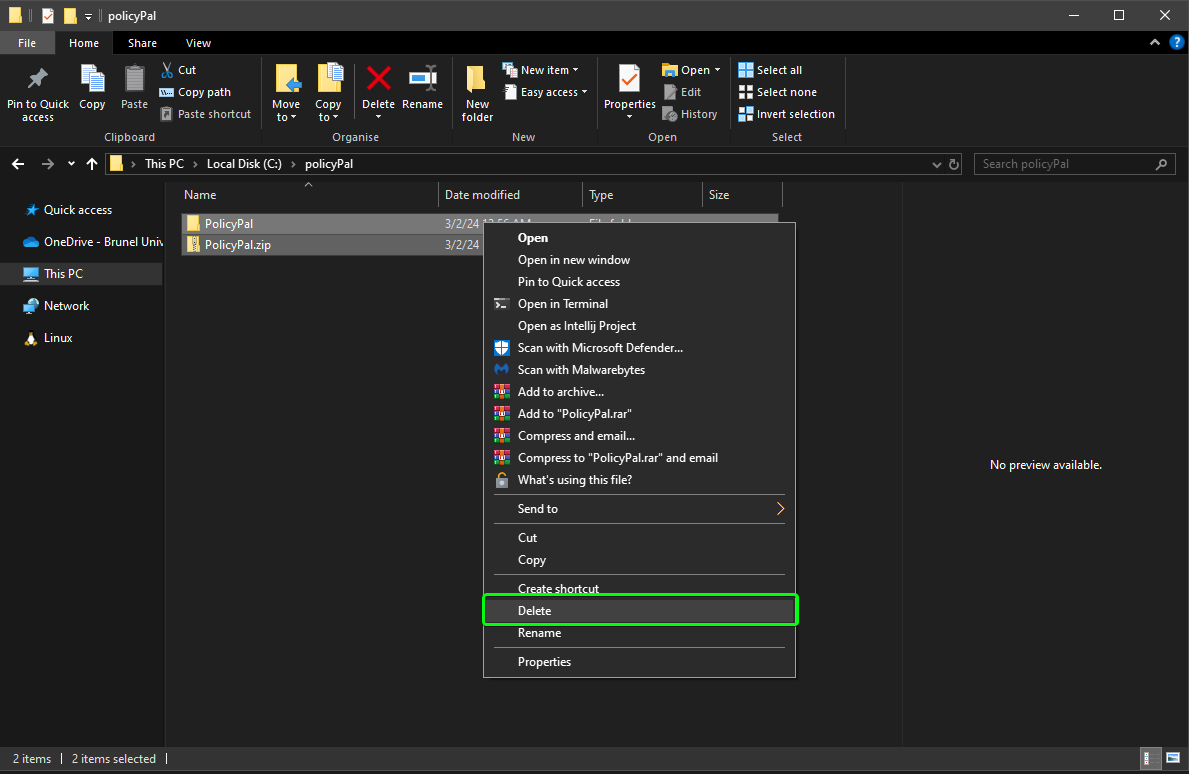 policyPal
File Home Share View
Pin to Quick access
Copy
Paste
Cut
Copy path
Paste shortcut
Clipboard
Move to
Copy to
Delete
Rename
Organise
New folder
New item
Easy access
New
Properties
Open
Edit
History
Open
Select all
Select none
Invert selection
Select
This PC > Local Disk (C:) > policyPal
Search policyPal
Quick access
OneDrive - Brunel Univ
This PC
Network
Linux
Name Date modified Type Size
PolicyPal 3/2/24
PolicyPal.zip 3/2/24
Open
Open in new window
Pin to Quick access
Open in Terminal
Open as Intellij Project
Scan with Microsoft Defender...
Scan with Malwarebytes
Add to archive...
Add to "PolicyPal.rar"
Compress and email...
Compress to "PolicyPal.rar" and email
What's using this file?
Send to
Cut
Copy
Create shortcut
Delete
Rename
Properties
No preview available.
2 items 2 items selected